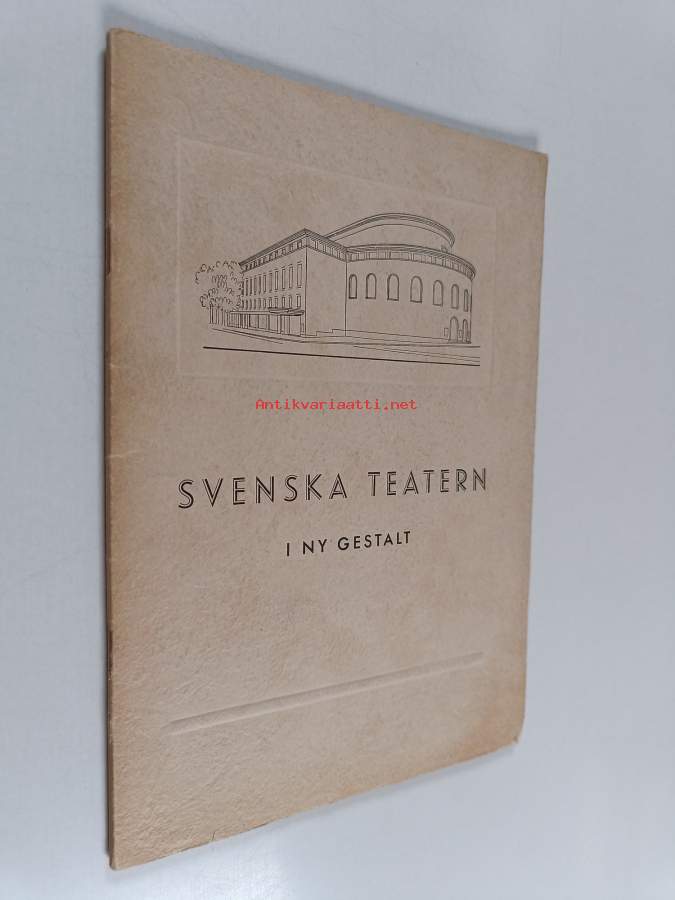 Antikvariaatti.net
SVENSKA TEATERN
I NY GESTALT